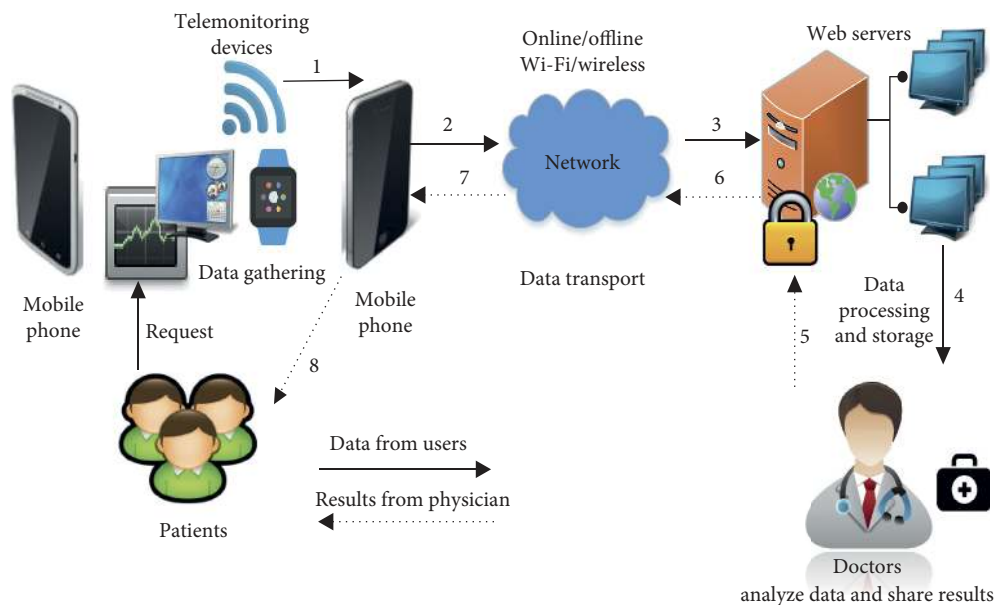 Telemonitoring
devices
1
Online/offline
Wi-Fi/wireless
Web servers
2
3
Network
7
6
Data gathering
Data transport
Mobile
phone
Mobile
phone
Request
8
5
Data
processing
and storage
4
Data from users
Results from physician
Patients
Doctors
analyze data and share results